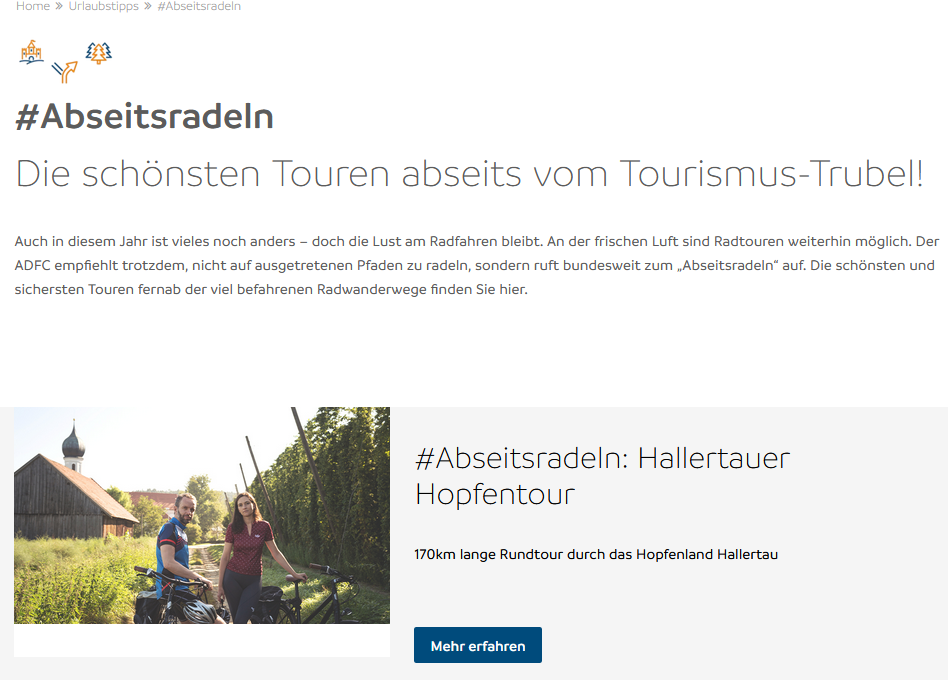 Home » Urlaubstipps » #Abseitsradeln
#Abseitsradeln
Die schönsten Touren abseits vom Tourismus-Trubel!
Auch in diesem Jahr ist vieles noch anders – doch die Lust am Radfahren bleibt. An der frischen Luft sind Radtouren weiterhin möglich. Der
ADFC empfiehlt trotzdem, nicht auf ausgetretenen Pfaden zu radeln, sondern ruft bundesweit zum „Abseitsradeln“ auf. Die schönsten und
sichersten Touren fernab der viel befahrenen Radwanderwege finden Sie hier.
#Abseitsradeln: Hallertauer
Hopfentour
170km lange Rundtour durch das Hopfenland Hallertau
Mehr erfahren